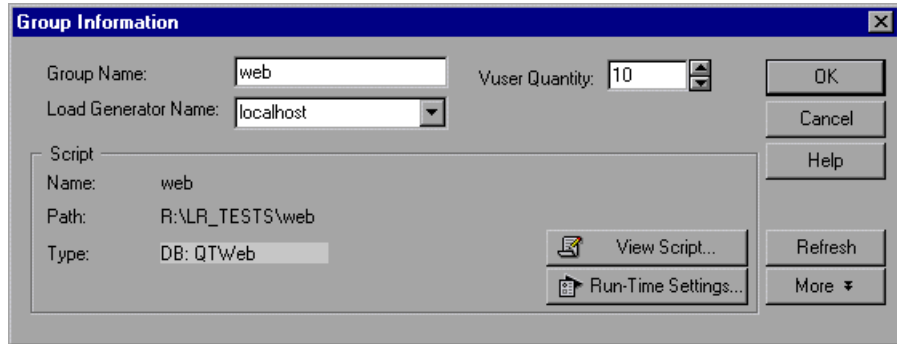 Group Information
Group Name: web Vuser Quantity: 10 OK
Load Generator Name: localhost Cancel
Script Help
Name: web
Path: R:\LR_TESTS\web
Type: DB: QTWeb View Script... Refresh
Run-Time Settings... More